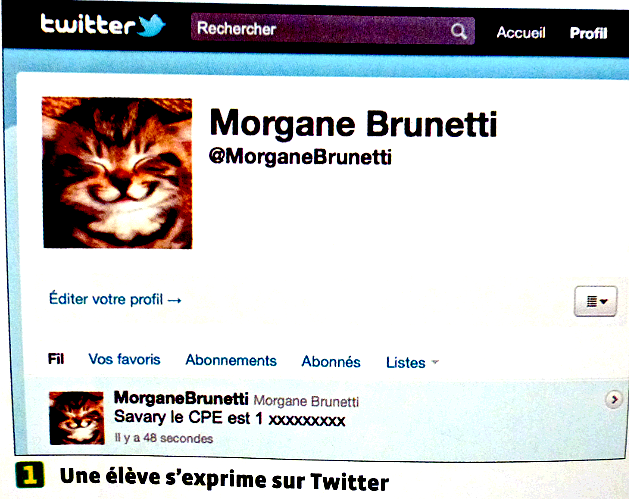 twitter
Rechercher
Accueil
Profil
Morgane Brunetti
@MorganeBrunetti
Éditer votre profil →
Fil
Vos favoris
Abonnements
Abonnés
Listes
MorganeBrunetti Morgane Brunetti
Savary le CPE est 1 xxxxxxxxx
Il y a 48 secondes
1 Une élève s'exprime sur Twitter